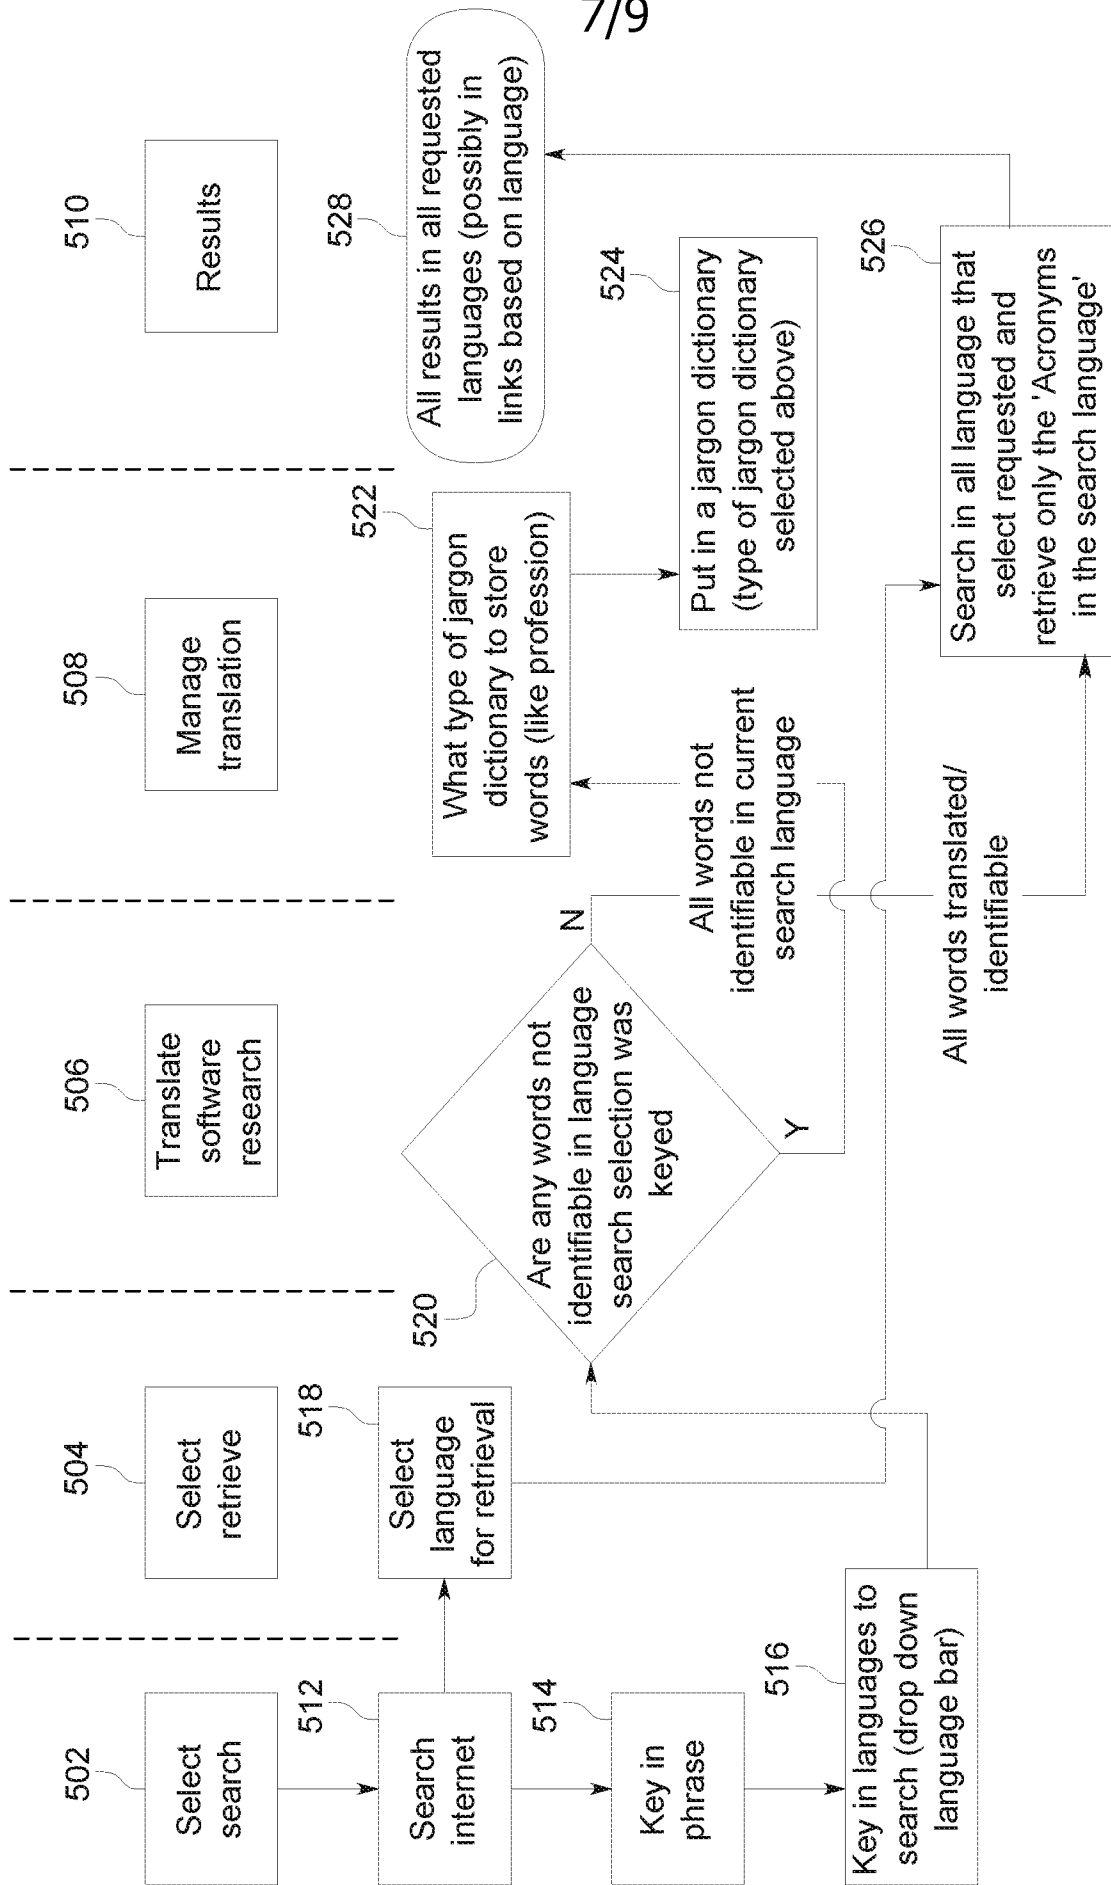 7/9
502
Select
search
504
Select
retrieve
506
Translate
software
research
508
Manage
translation
510
Results
512
Search
internet
514
Key in
phrase
516
Key in languages to
search (drop down
language bar)
518
Select
language
for retrieval
520
Are any words not
identifiable in language
search selection was
keyed
N
Y
All words not
identifiable in current
search language
All words translated/
identifiable
522
What type of jargon
dictionary to store
words (like profession)
524
Put in a jargon dictionary
(type of jargon dictionary
selected above)
526
Search in all language that
select requested and
retrieve only the 'Acronyms
in the search language'
528
All results in all requested
languages (possibly in
links based on language)